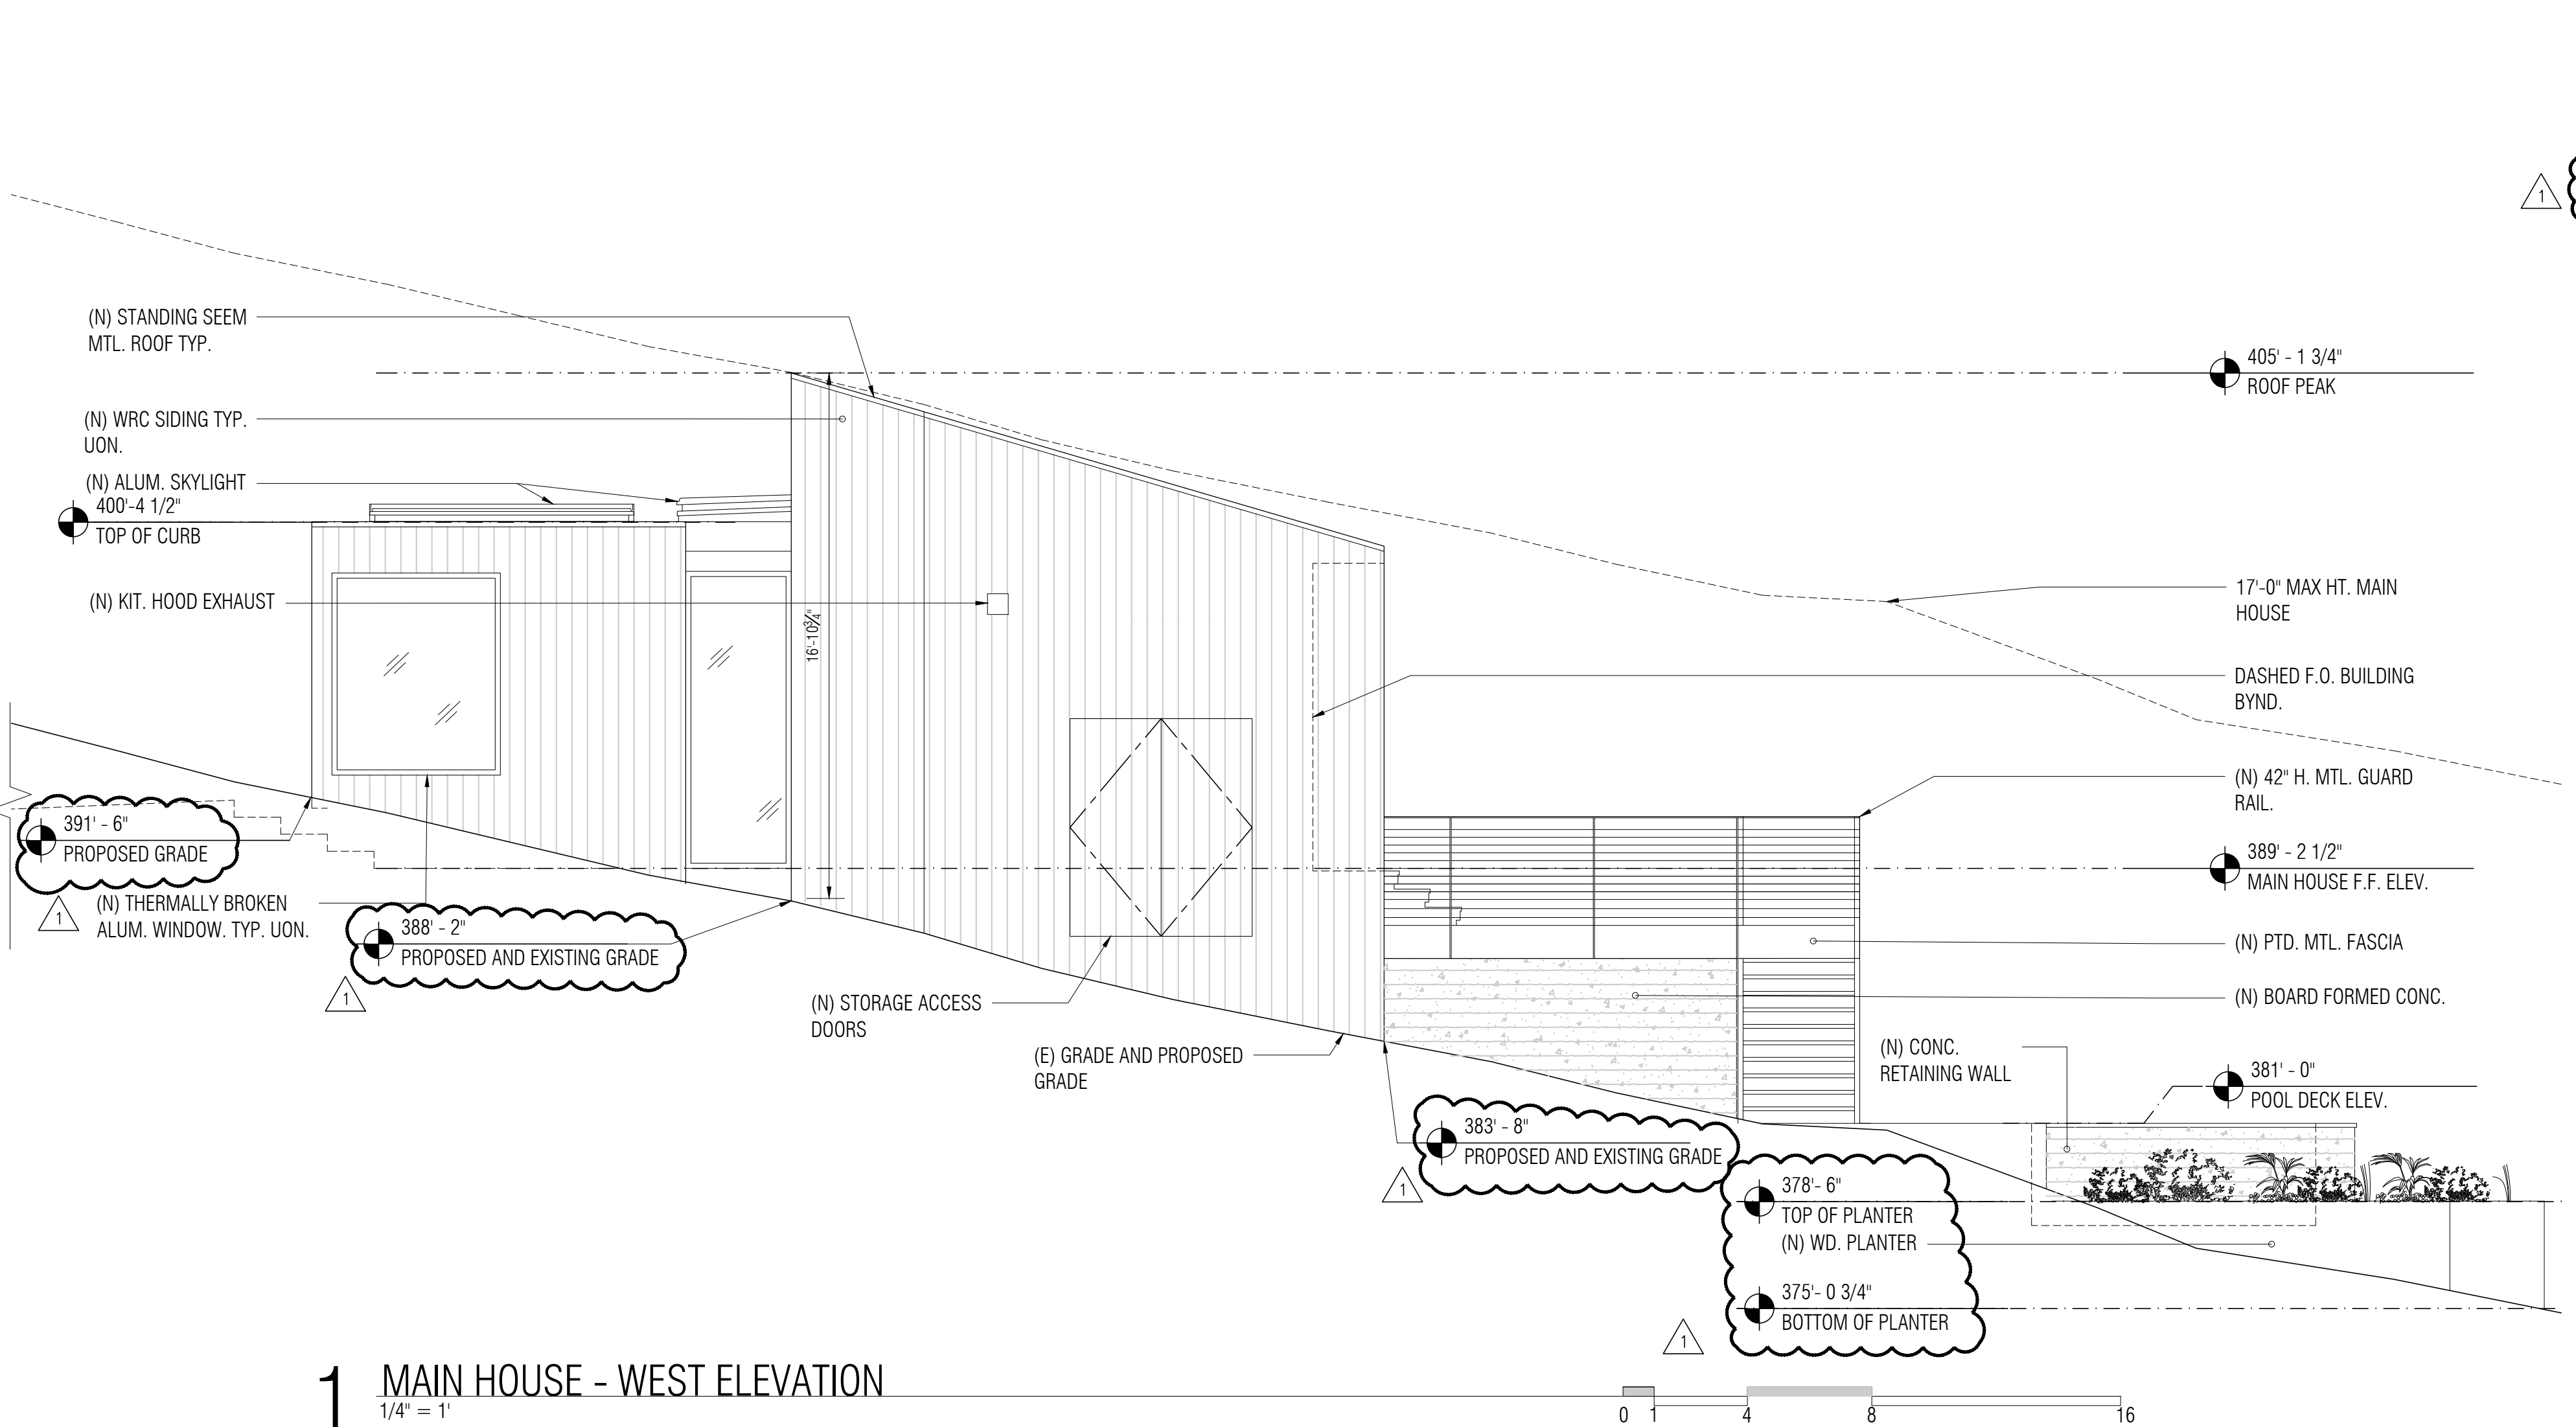 1
(N) STANDING SEEM
MTL. ROOF TYP.
405' - 1 3/4"
ROOF PEAK
(N) WRC SIDING TYP.
UON.
(N) ALUM. SKYLIGHT
400'-4 1/2"
TOP OF CURB
(N) KIT. HOOD EXHAUST
16'-10 3/4"
17'-0" MAX HT. MAIN
HOUSE
DASHED F.O. BUILDING
BYND.
(N) 42" H. MTL. GUARD
RAIL.
391' - 6"
PROPOSED GRADE
1
(N) THERMALLY BROKEN
ALUM. WINDOW. TYP. UON.
389' - 2 1/2"
MAIN HOUSE F.F. ELEV.
388' - 2"
PROPOSED AND EXISTING GRADE
1
(N) PTD. MTL. FASCIA
(N) STORAGE ACCESS
DOORS
(N) BOARD FORMED CONC.
(E) GRADE AND PROPOSED
GRADE
(N) CONC.
RETAINING WALL
381' - 0"
POOL DECK ELEV.
383' - 8"
PROPOSED AND EXISTING GRADE
1
378'- 6"
TOP OF PLANTER
(N) WD. PLANTER
375'- 0 3/4"
BOTTOM OF PLANTER
1
1
MAIN HOUSE - WEST ELEVATION
1/4" = 1'
0 1 4 8 16